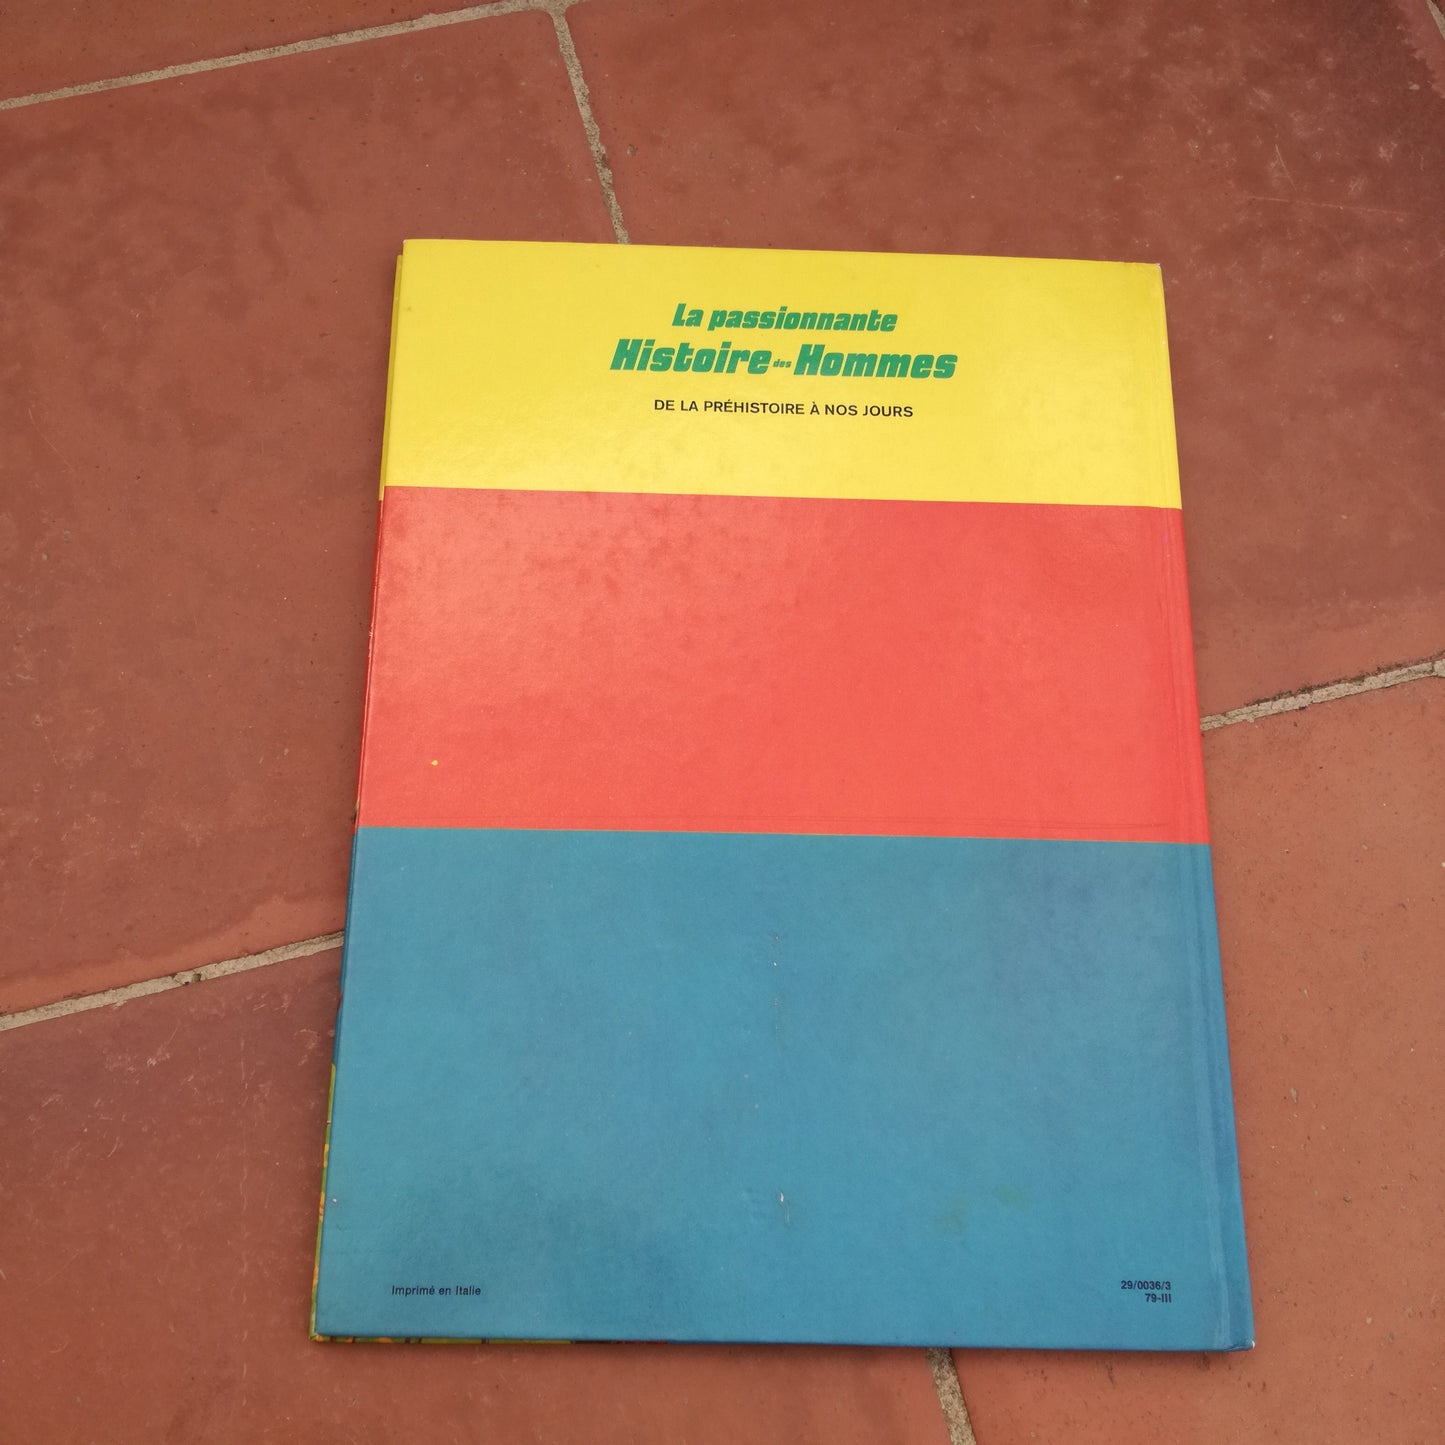 La passionnante
Histoire des Hommes
DE LA PRÉHISTOIRE À NOS JOURS
Imprimé en Italie
29/0036/3
79-III